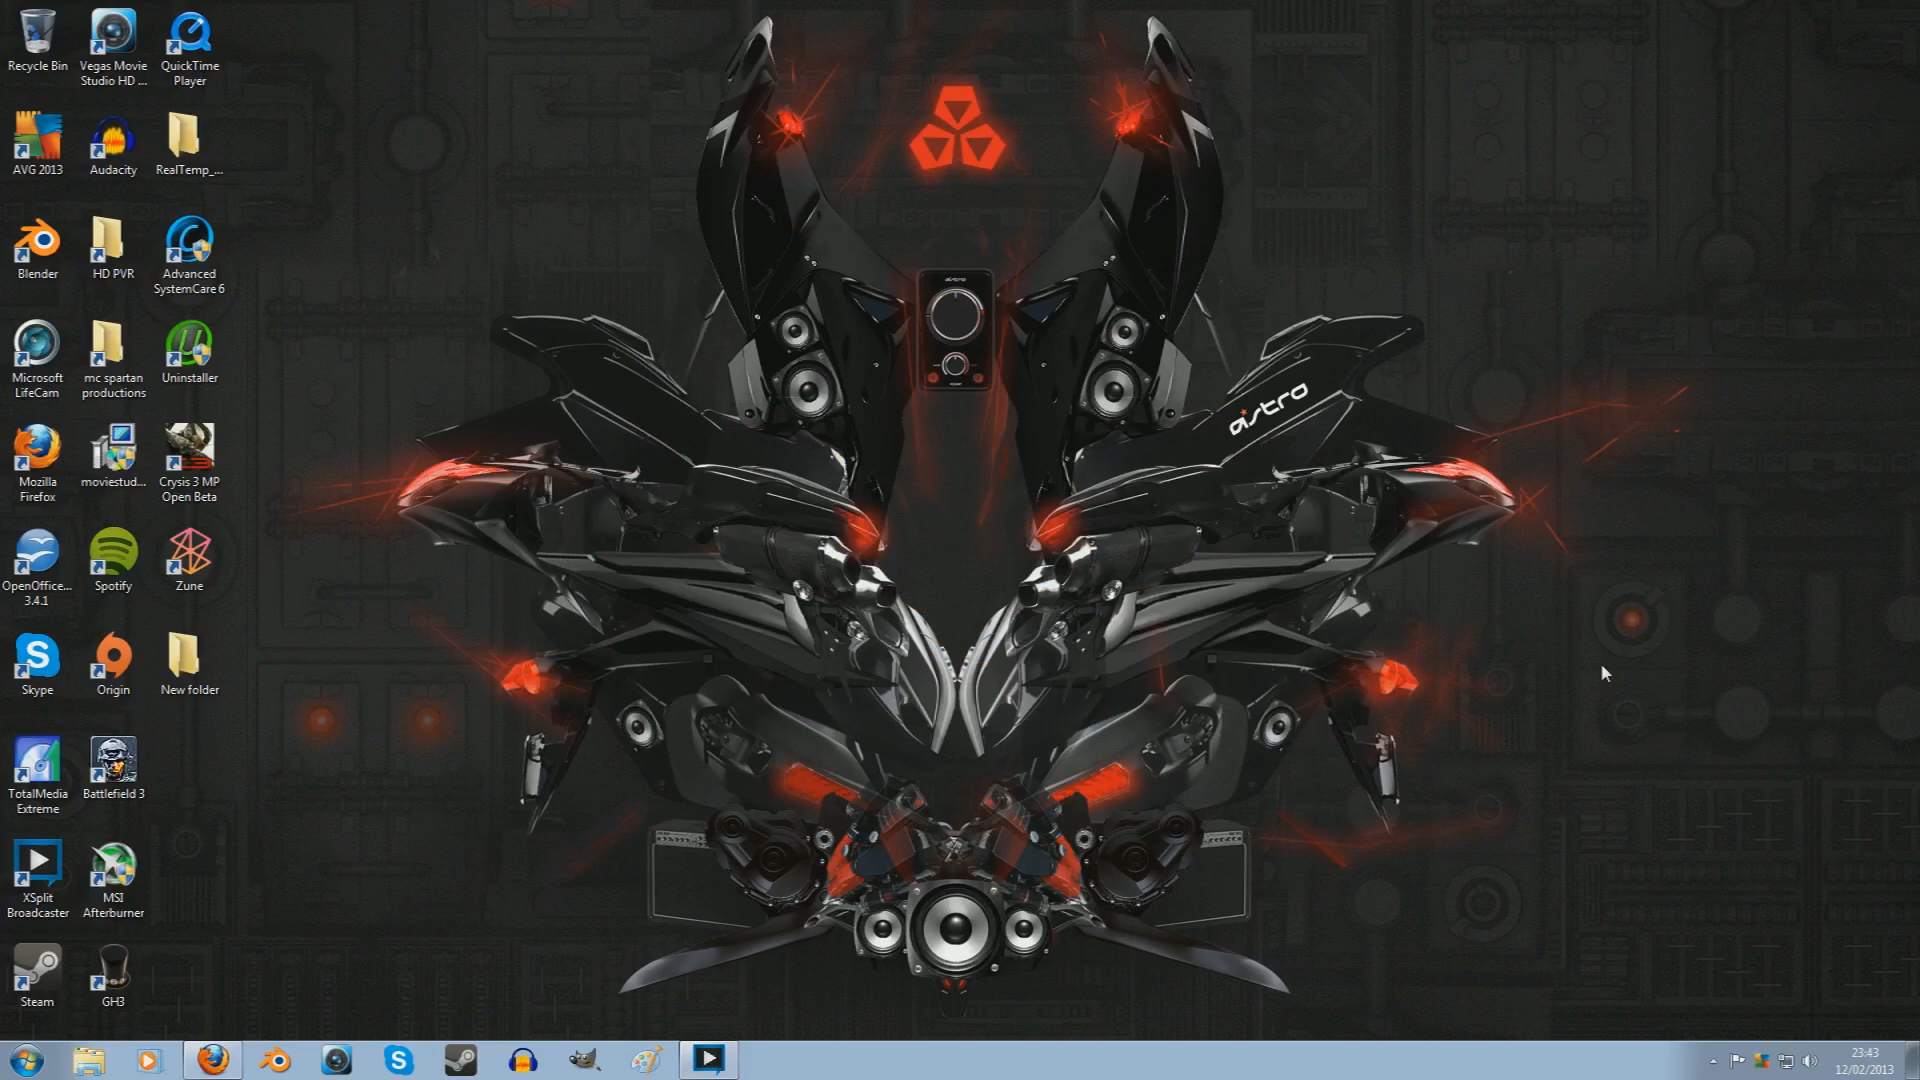 Recycle Bin
Vegas Movie
Studio HD ...
QuickTime
Player
AVG 2013
Audacity
RealTemp_...
Blender
HD PVR
Advanced
SystemCare 6
Microsoft
LifeCam
mc spartan
productions
Uninstaller
Mozilla
Firefox
moviestud...
Crysis 3 MP
Open Beta
OpenOffice...
3.4.1
Spotify
Zune
Skype
Origin
New folder
TotalMedia
Extreme
Battlefield 3
XSplit
Broadcaster
MSI
Afterburner
Steam
GH3
astro
astro
23:43
12/02/2013